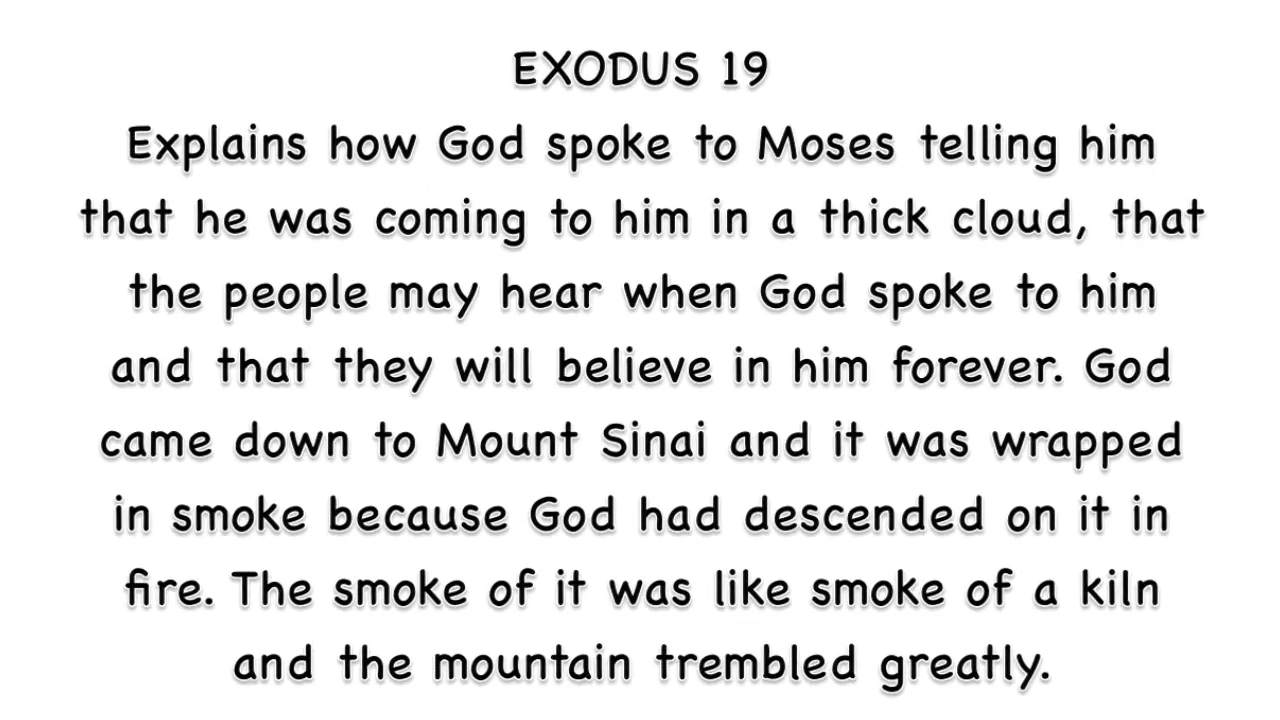 EXODUS 19
Explains how God spoke to Moses telling him
that he was coming to him in a thick cloud, that
the people may hear when God spoke to him
and that they will believe in him forever. God
came down to Mount Sinai and it was wrapped
in smoke because God had descended on it in
fire. The smoke of it was like smoke of a kiln
and the mountain trembled greatly.